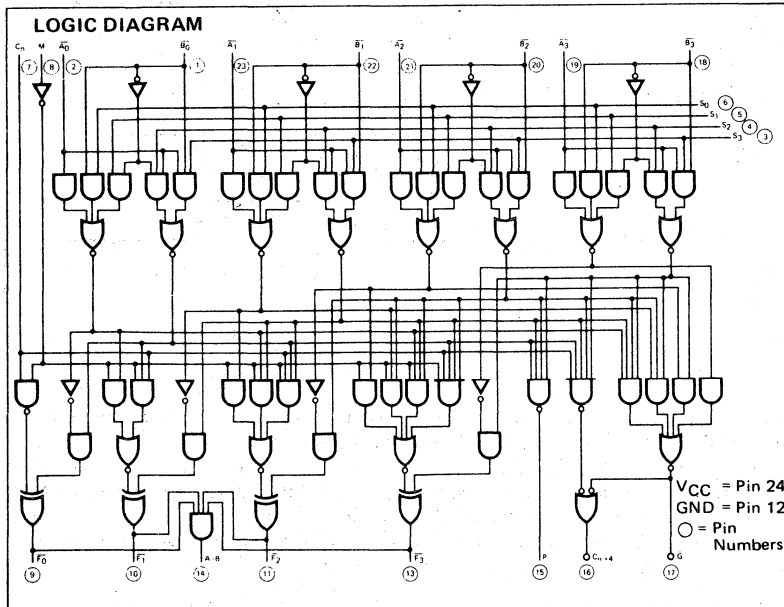 LOGIC DIAGRAM
Cn M A0 B0 A1 B1 A2 B2 A3 B3
7 8 2 1 23 22 21 20 19 18
S0 6
S1 5
S2 4
S3 3
VCC = Pin 24
GND = Pin 12
= Pin
Numbers
F0 F1 A=B F2 F3 P Cn+4 G
9 10 14 11 13 15 16 17